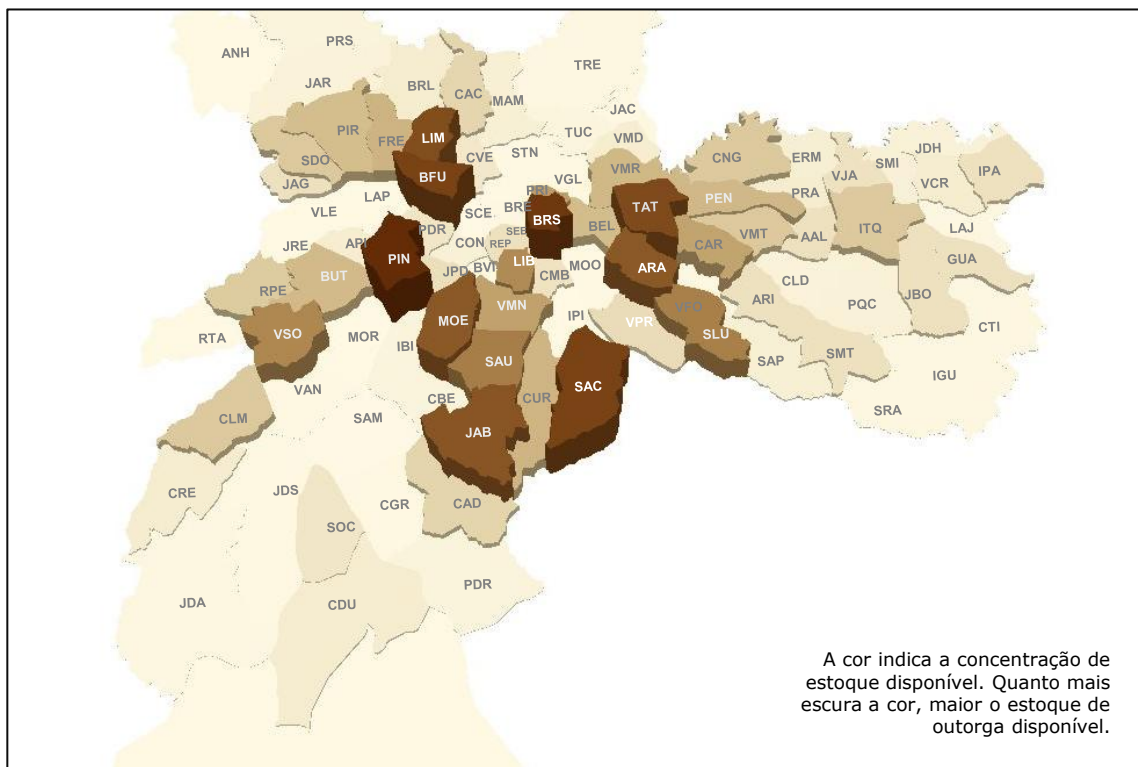 PRS
ANH
TRE
JAR
BRL
CAC
MAM
JAC
PIR
FRE
LIM
TUC
VMD
SDO
CVE
STN
CNG
ERM
JDH
SMI
VMR
IPA
BFU
VGL
VJA
JAG
VCR
LAP
PRI
PEN
PRA
VLE
SCE
BRE
TAT
PDR
BRS
BEL
ITQ
LAJ
SEE
VMT
AAL
JRE
API
CON
REP
CAR
PIN
LIB
MOO
ARA
GUA
BUT
JPD
BVI
CMB
CLD
RPE
ARI
JBO
VMN
PQC
VFO
MOE
IPI
VPR
CTI
VSO
RTA
MOR
SLU
IBI
SMT
SAU
SAP
IGU
SAC
VAN
CBE
CUR
SRA
CLM
SAM
JAB
CRE
JDS
CGR
CAD
SOC
PDR
JDA
CDU
A cor indica a concentração de
estoque disponível. Quanto mais
escura a cor, maior o estoque de
outorga disponível.